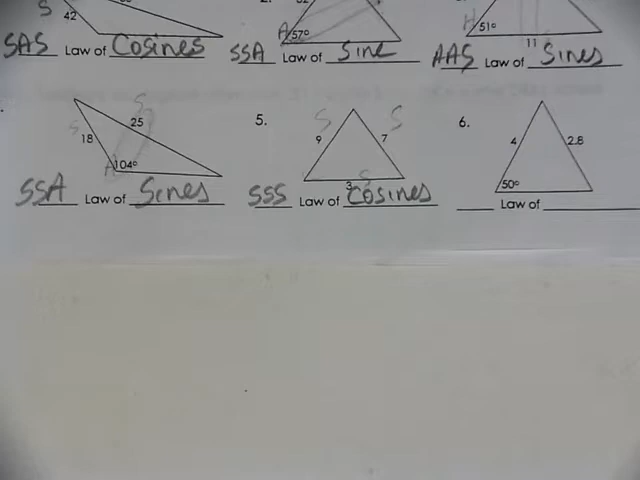 S 42
SAS Law of Cosines
A 57°
SSA Law of Sine
A 51° 11
AAS Law of Sines
S S 25
18
A 104°
SSA Law of Sines
5. S 9 7 S
3 S
SSS Law of Cosines
6. 4 2.8
50°
Law of